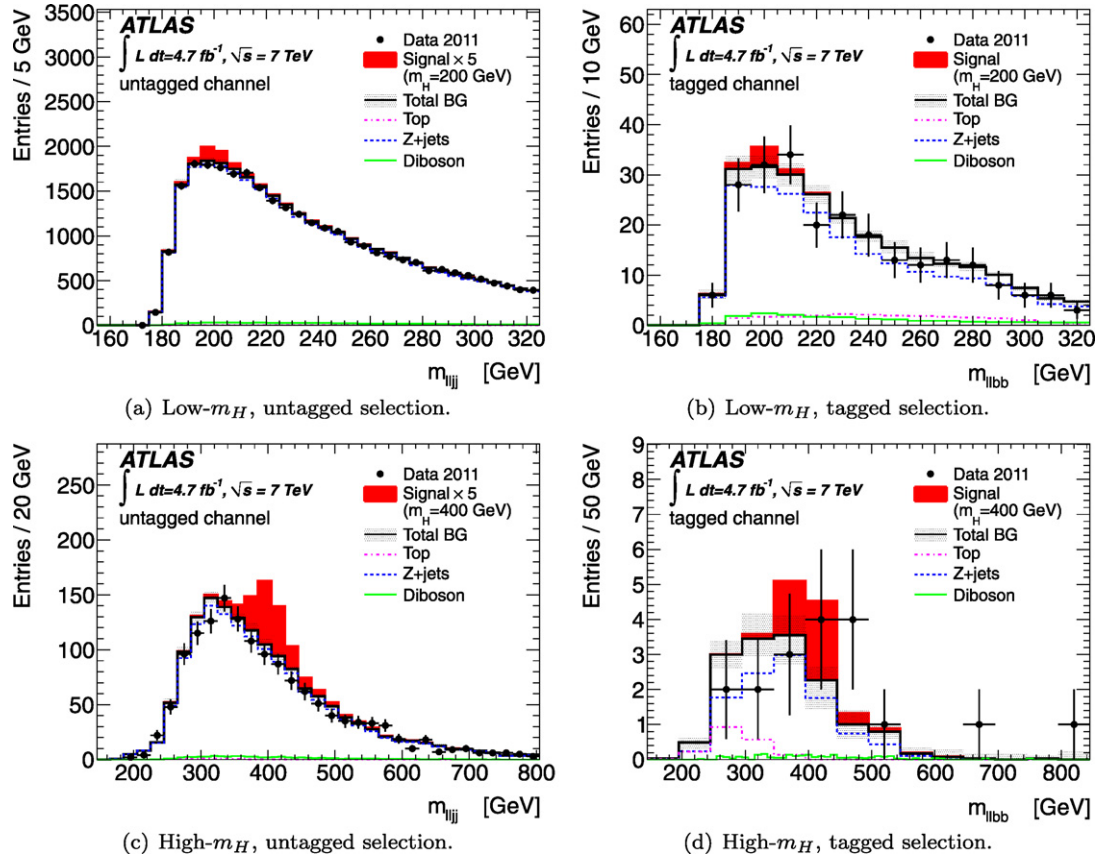 ATLAS
∫ L dt=4.7 fb⁻¹, √s = 7 TeV
untagged channel
Data 2011
Signal × 5
(m_H=200 GeV)
Total BG
Top
Z+jets
Diboson
Entries / 5 GeV
3500
3000
2500
2000
1500
1000
500
0
160 180 200 220 240 260 280 300 320
m_lljj [GeV]
(a) Low-m_H, untagged selection.
ATLAS
∫ L dt=4.7 fb⁻¹, √s = 7 TeV
tagged channel
Data 2011
Signal
(m_H=200 GeV)
Total BG
Top
Z+jets
Diboson
Entries / 10 GeV
60
50
40
30
20
10
0
160 180 200 220 240 260 280 300 320
m_llbb [GeV]
(b) Low-m_H, tagged selection.
ATLAS
∫ L dt=4.7 fb⁻¹, √s = 7 TeV
untagged channel
Data 2011
Signal × 5
(m_H=400 GeV)
Total BG
Top
Z+jets
Diboson
Entries / 20 GeV
250
200
150
100
50
0
200 300 400 500 600 700 800
m_lljj [GeV]
(c) High-m_H, untagged selection.
ATLAS
∫ L dt=4.7 fb⁻¹, √s = 7 TeV
tagged channel
Data 2011
Signal
(m_H=400 GeV)
Total BG
Top
Z+jets
Diboson
Entries / 50 GeV
9
8
7
6
5
4
3
2
1
0
200 300 400 500 600 700 800
m_llbb [GeV]
(d) High-m_H, tagged selection.